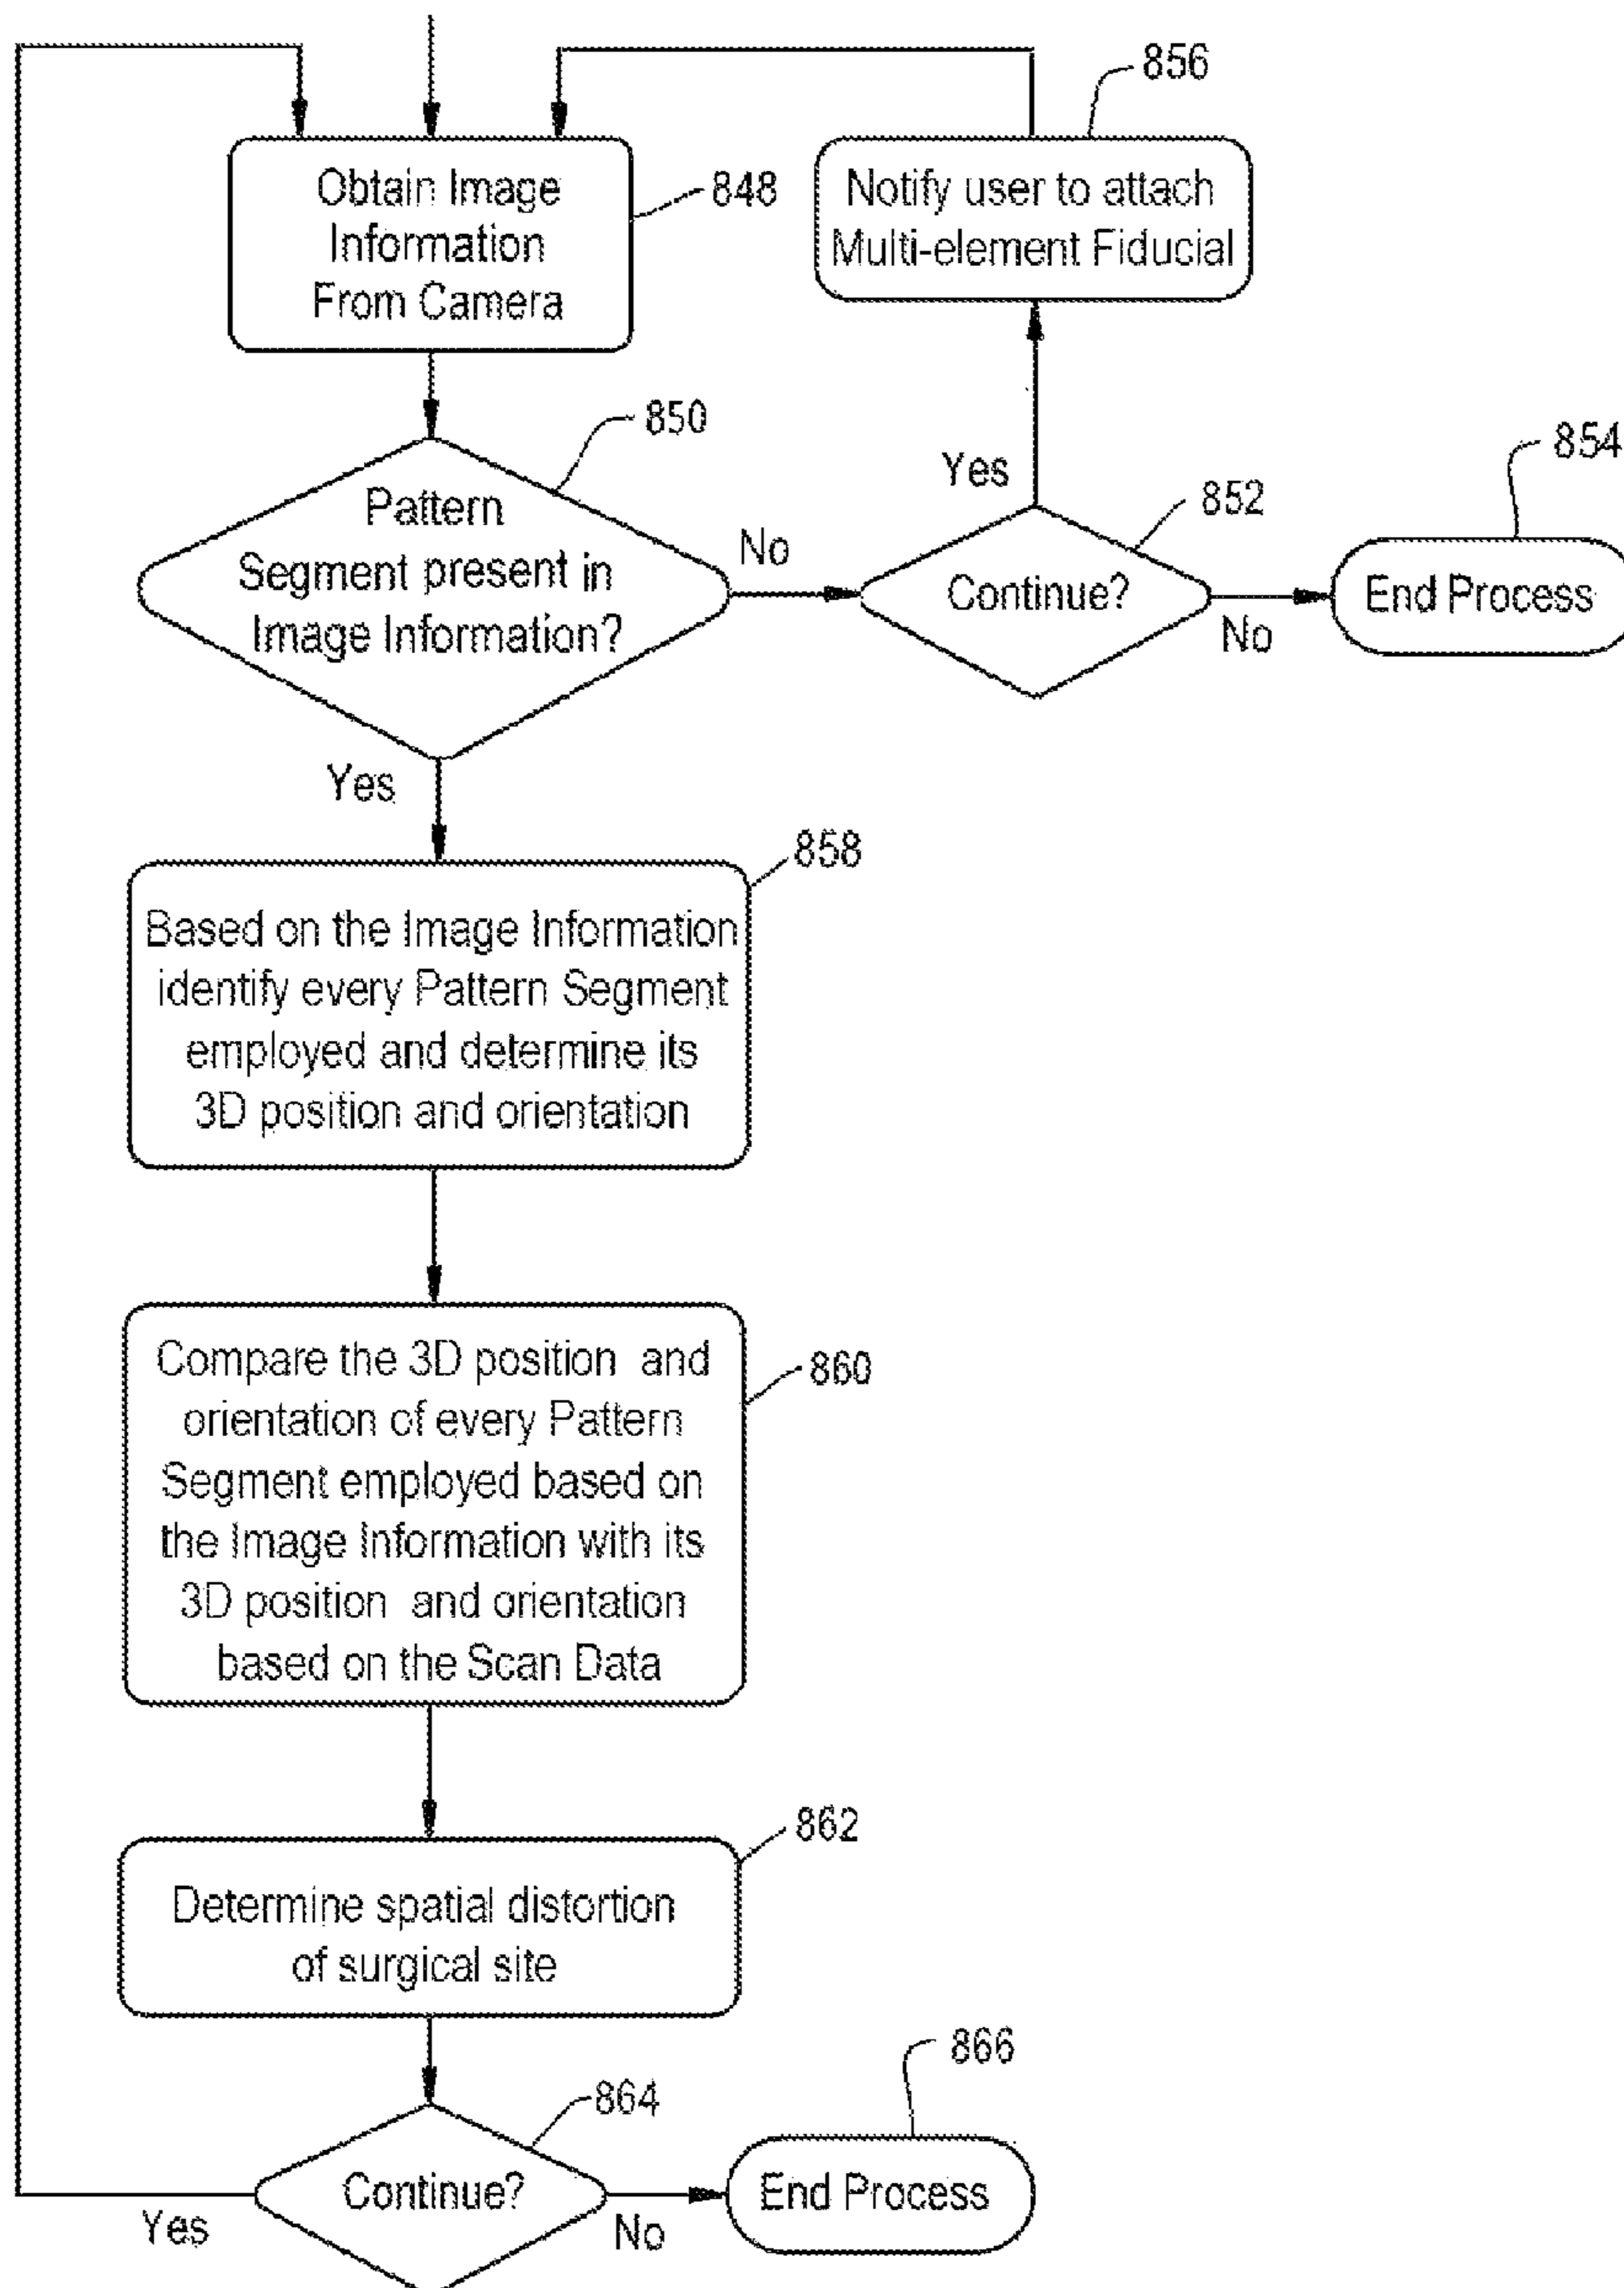 856
Obtain Image
Information
From Camera
848
Notify user to attach
Multi-element Fiducial
850
Pattern
Segment present in
Image Information?
No
Yes
852
Continue?
No
854
End Process
Yes
858
Based on the Image Information
identify every Pattern Segment
employed and determine its
3D position and orientation
860
Compare the 3D position and
orientation of every Pattern
Segment employed based on
the Image Information with its
3D position and orientation
based on the Scan Data
862
Determine spatial distortion
of surgical site
864
Continue?
Yes
No
866
End Process